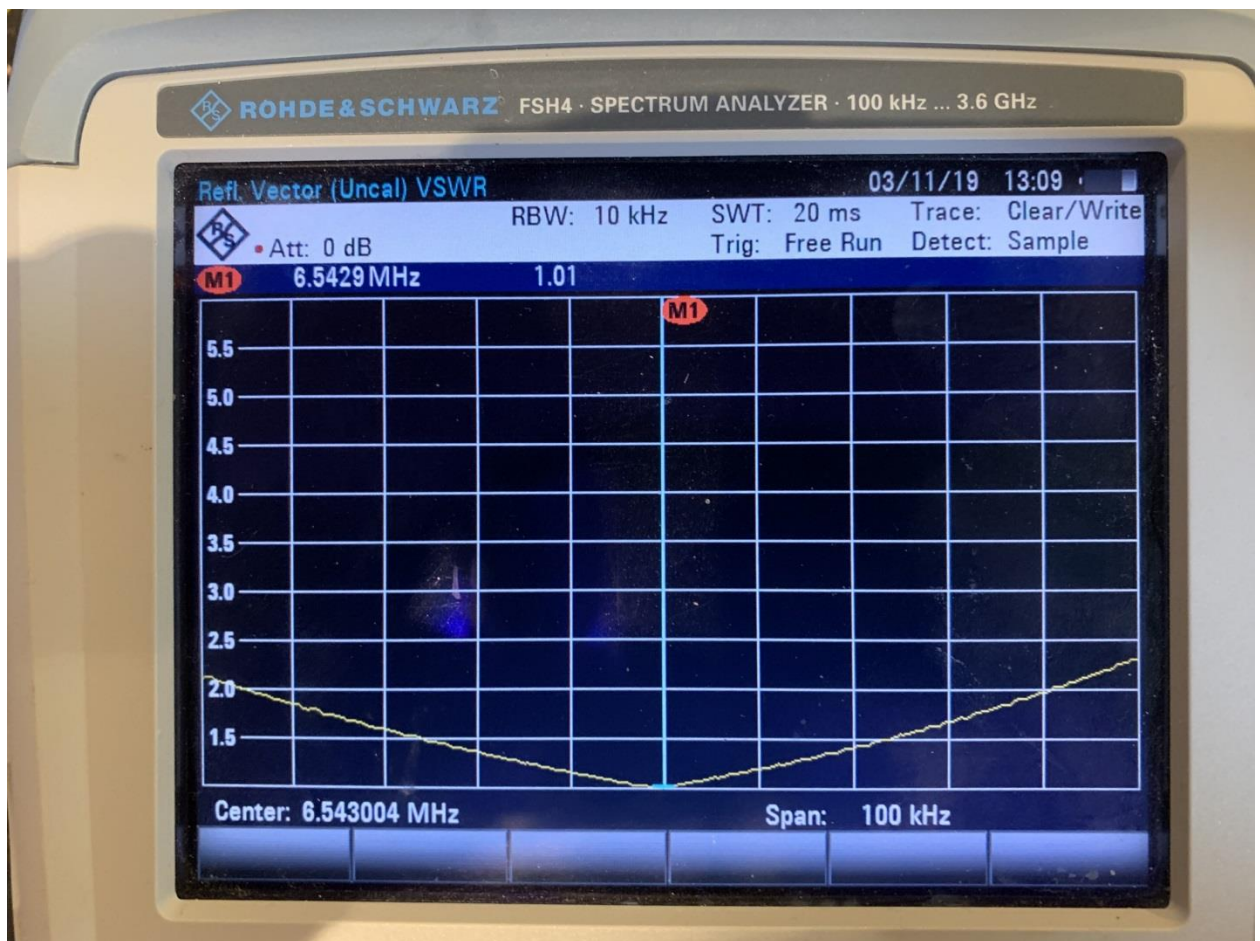 ROHDE&SCHWARZ FSH4 · SPECTRUM ANALYZER · 100 kHz ... 3.6 GHz
Refl. Vector (Uncal) VSWR 03/11/19 13:09
RBW: 10 kHz SWT: 20 ms Trace: Clear/Write
Att: 0 dB Trig: Free Run Detect: Sample
M1 6.5429 MHz 1.01
M1
5.5
5.0
4.5
4.0
3.5
3.0
2.5
2.0
1.5
Center: 6.543004 MHz Span: 100 kHz